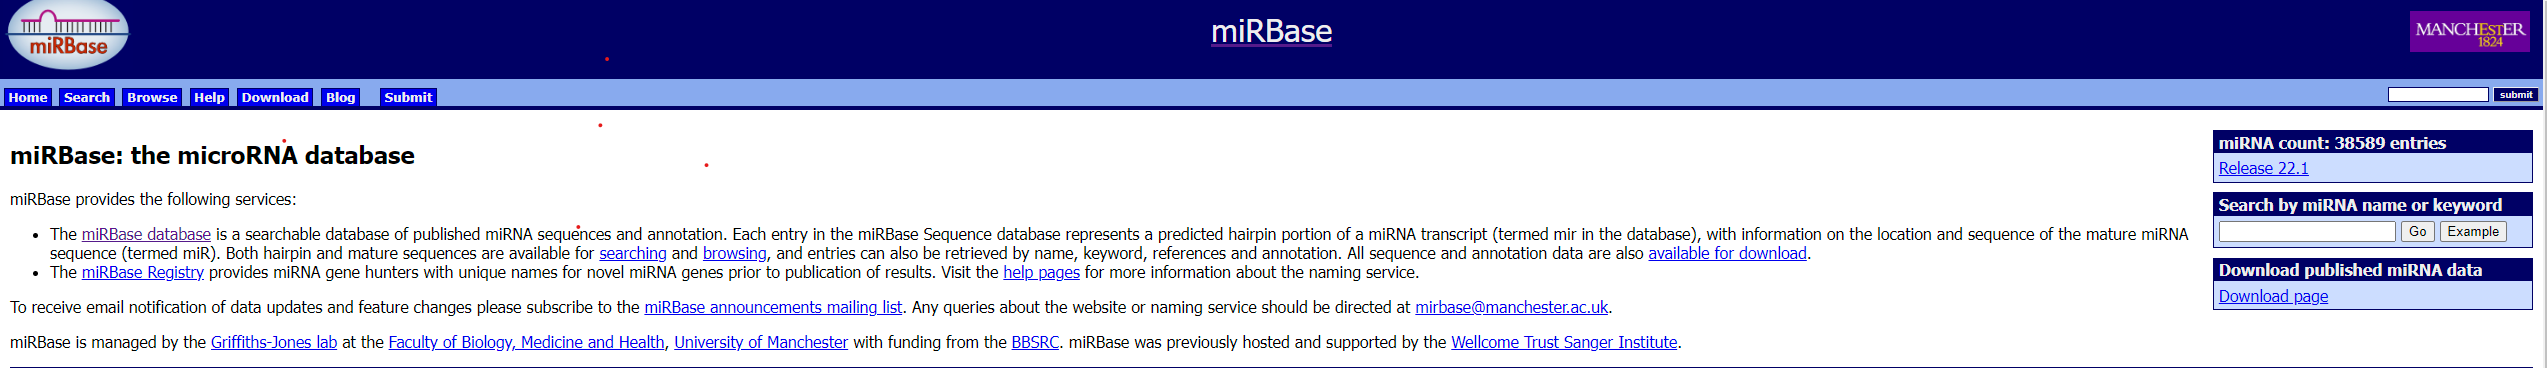 miRBase
miRBase
MANCHESTER
1824
Home Search Browse Help Download Blog Submit
submit
miRBase: the microRNA database
miRBase provides the following services:
The miRBase database is a searchable database of published miRNA sequences and annotation. Each entry in the miRBase Sequence database represents a predicted hairpin portion of a miRNA transcript (termed mir in the database), with information on the location and sequence of the mature miRNA
sequence (termed miR). Both hairpin and mature sequences are available for searching and browsing, and entries can also be retrieved by name, keyword, references and annotation. All sequence and annotation data are also available for download.
The miRBase Registry provides miRNA gene hunters with unique names for novel miRNA genes prior to publication of results. Visit the help pages for more information about the naming service.
To receive email notification of data updates and feature changes please subscribe to the miRBase announcements mailing list. Any queries about the website or naming service should be directed at mirbase@manchester.ac.uk.
miRBase is managed by the Griffiths-Jones lab at the Faculty of Biology, Medicine and Health, University of Manchester with funding from the BBSRC. miRBase was previously hosted and supported by the Wellcome Trust Sanger Institute.
miRNA count: 38589 entries
Release 22.1
Search by miRNA name or keyword
Go Example
Download published miRNA data
Download page